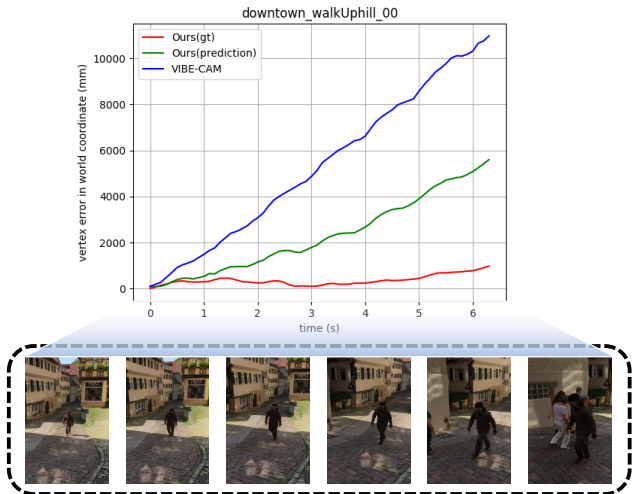 downtown_walkUphill_00
Ours(gt)
Ours(prediction)
VIBE-CAM
vertex error in world coordinate (mm)
10000
8000
6000
4000
2000
0
0 1 2 3 4 5 6
time (s)